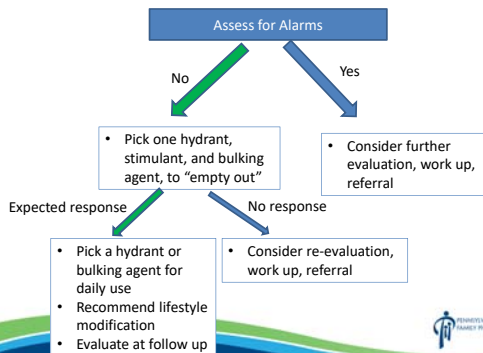 Assess for Alarms
No
Yes
• Pick one hydrant,
stimulant, and bulking
agent, to “empty out”
• Consider further
evaluation, work up,
referral
Expected response
No response
• Pick a hydrant or
bulking agent for
daily use
• Recommend lifestyle
modification
• Evaluate at follow up
• Consider re-evaluation,
work up, referral
FAMILY